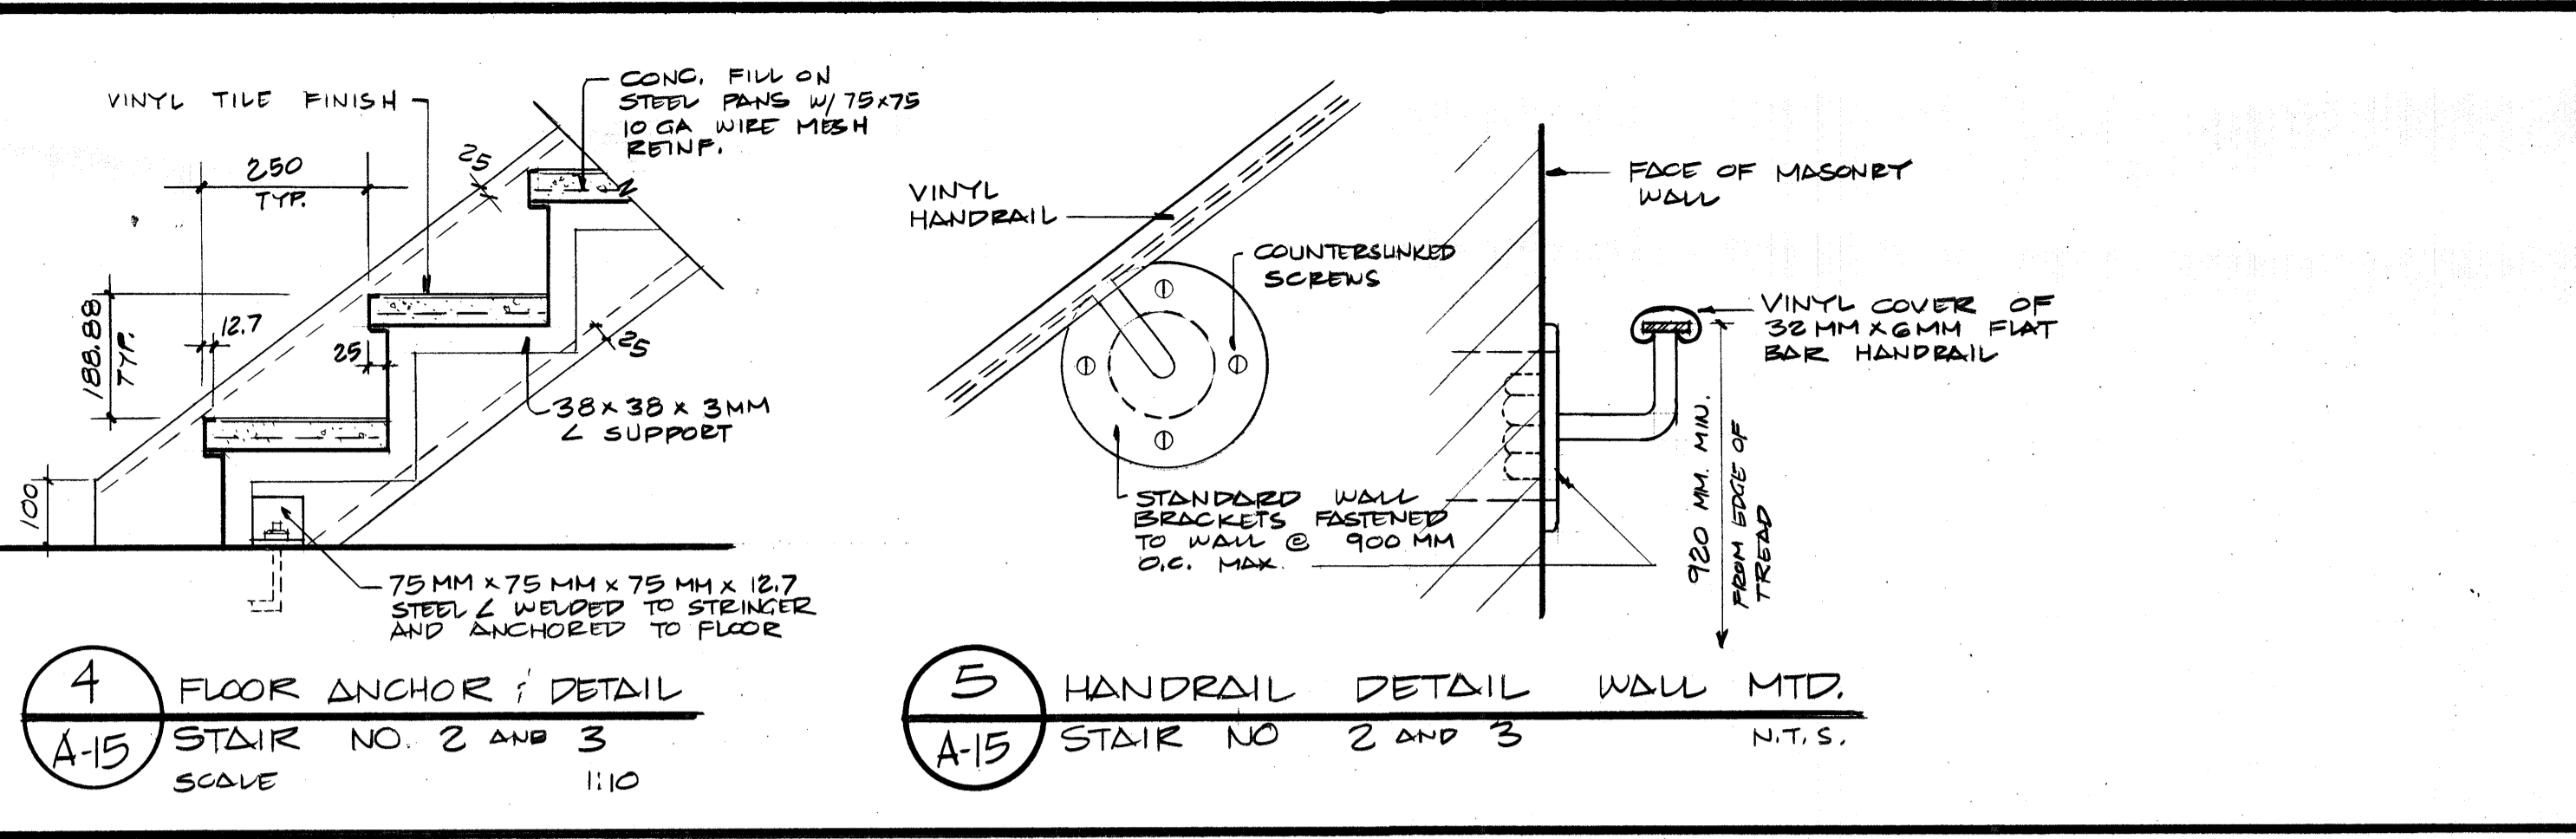 VINYL TILE FINISH
CONC. FILL ON
STEEL PANS W/ 75x75
10 GA WIRE MESH
REINF.
250
TYP.
25
188.88
TYP.
12.7
25
25
38 x 38 x 3MM
∠ SUPPORT
100
75 MM x 75 MM x 75 MM x 12.7
STEEL ∠ WELDED TO STRINGER
AND ANCHORED TO FLOOR
4
A-15
FLOOR ANCHOR ; DETAIL
STAIR NO. 2 AND 3
SCALE 1:10
VINYL
HANDRAIL
COUNTERSUNKED
SCREWS
STANDARD WALL
BRACKETS FASTENED
TO WALL @ 900 MM
O.C. MAX.
FACE OF MASONRY
WALL
VINYL COVER OF
32 MM x 6 MM FLAT
BAR HANDRAIL
920 MM. MIN.
FROM EDGE OF
TREAD
5
A-15
HANDRAIL DETAIL WALL MTD.
STAIR NO 2 AND 3
N.T.S.